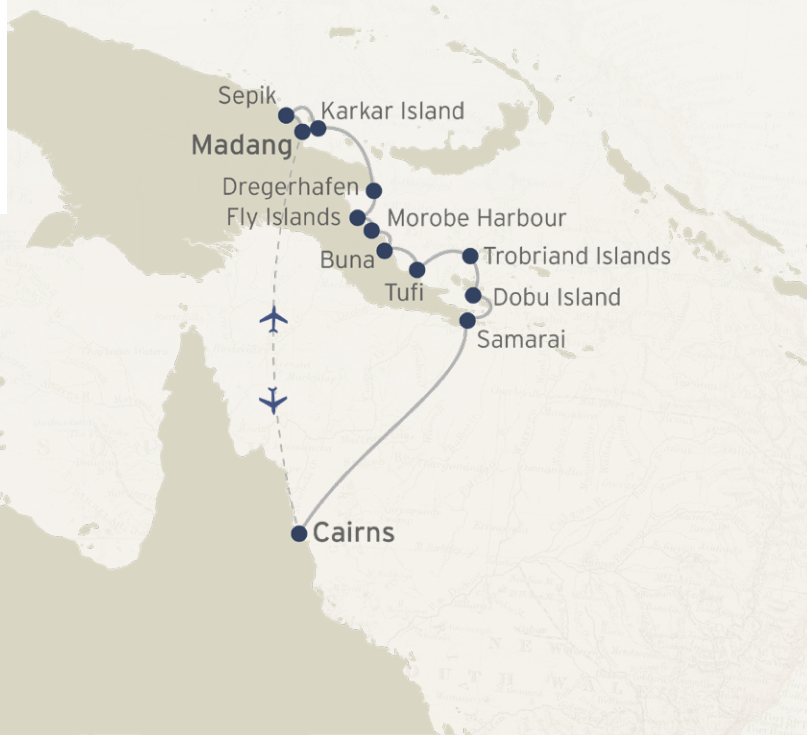 Sepik
Karkar Island
Madang
Dregerhafen
Fly Islands
Morobe Harbour
Buna
Trobriand Islands
Tufi
Dobu Island
Samarai
Cairns